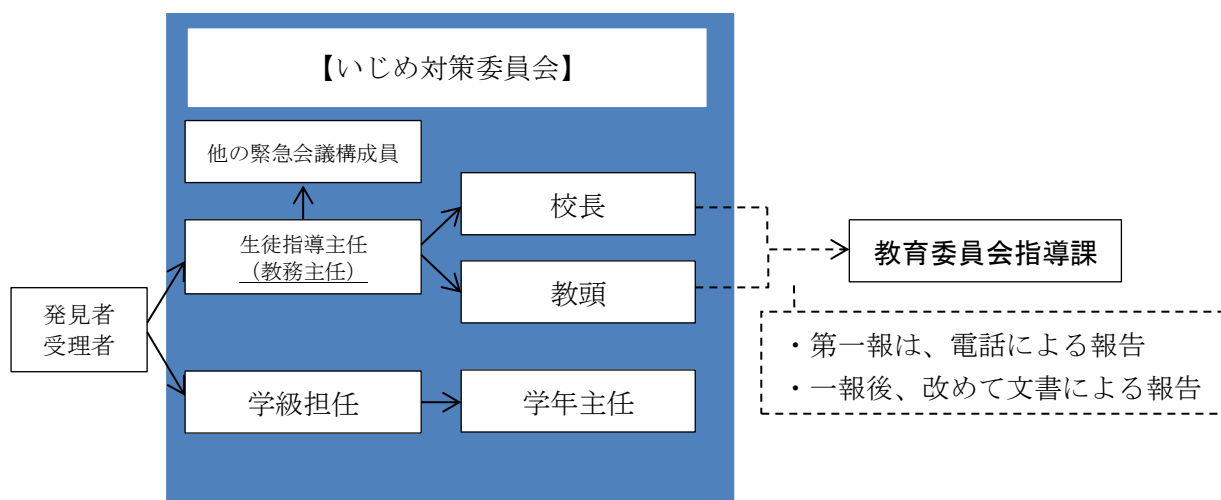 【いじめ対策委員会】
他の緊急会議構成員
校長
生徒指導主任
（教務主任）
教育委員会指導課
教頭
発見者
受理者
・第一報は、電話による報告
・一報後、改めて文書による報告
学級担任
学年主任